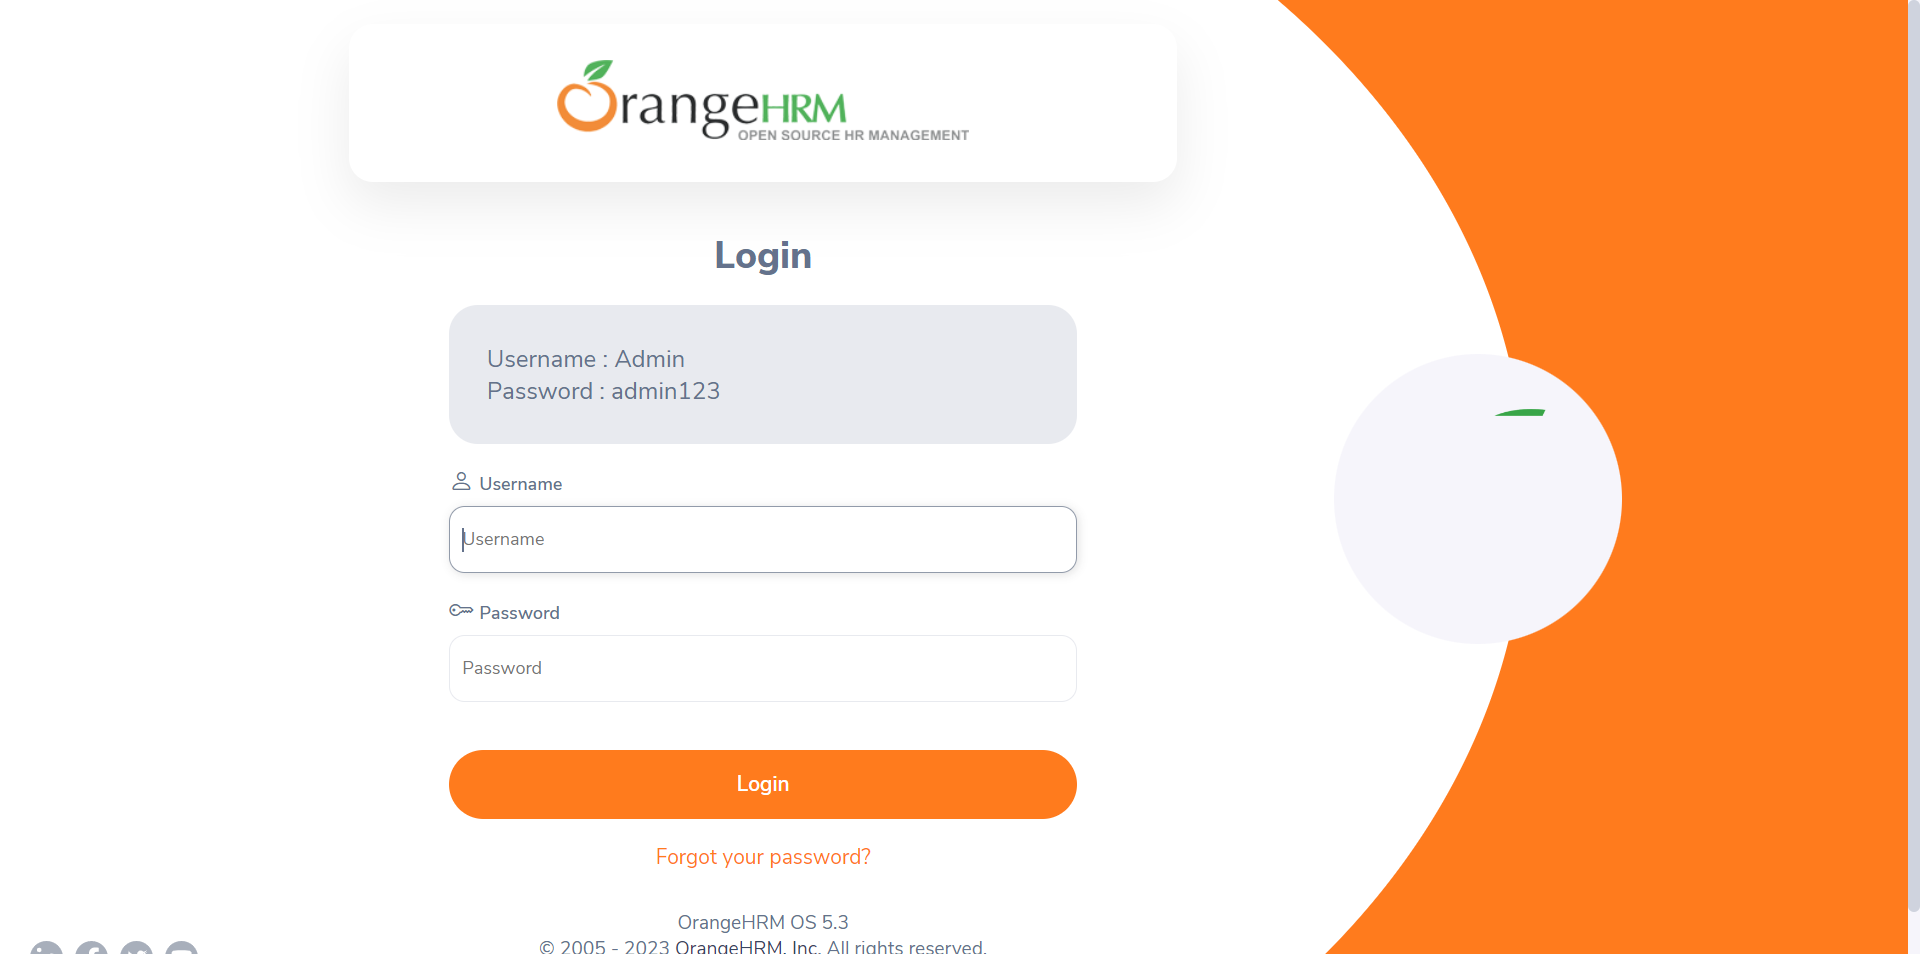 OrangeHRM
OPEN SOURCE HR MANAGEMENT
Login
Username : Admin
Password : admin123
Username
Username
Password
Password
Login
Forgot your password?
OrangeHRM OS 5.3
© 2005 - 2023 OrangeHRM, Inc. All rights reserved.